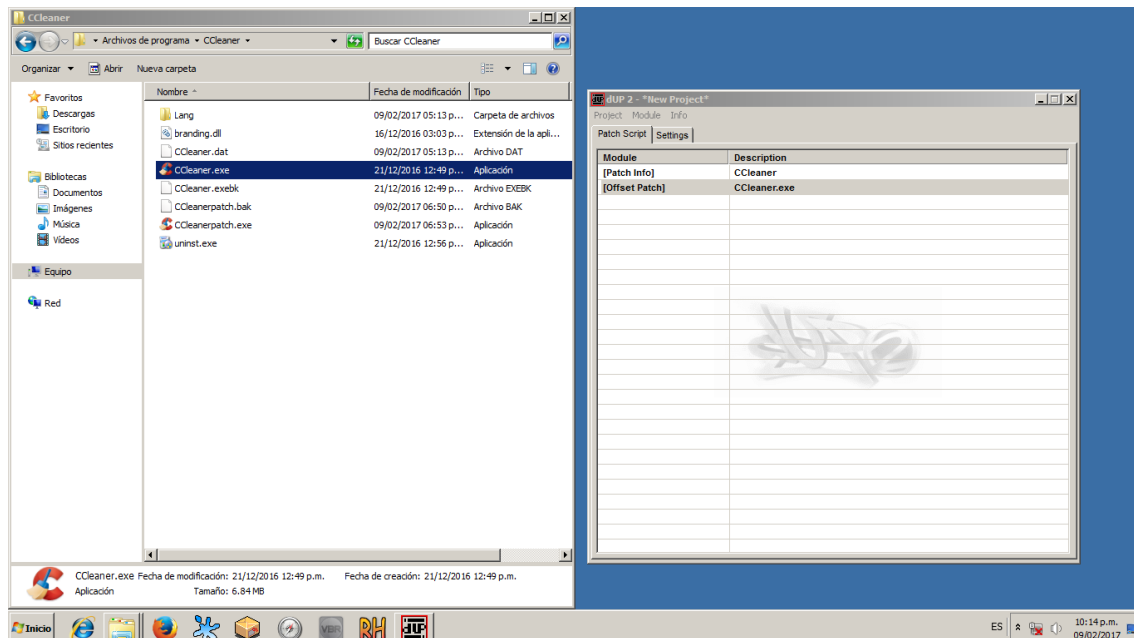 CCleaner
Archivos de programa CCleaner
Buscar CCleaner
Organizar Abrir Nueva carpeta
Favoritos
Descargas
Escritorio
Sitios recientes
Bibliotecas
Documentos
Imágenes
Música
Vídeos
Equipo
Red
Nombre Fecha de modificación Tipo
Lang 09/02/2017 05:13 p... Carpeta de archivos
branding.dll 16/12/2016 03:03 p... Extensión de la apli...
CCleaner.dat 09/02/2017 05:13 p... Archivo DAT
CCleaner.exe 21/12/2016 12:49 p... Aplicación
CCleaner.exebk 21/12/2016 12:49 p... Archivo EXEBK
CCleanerpatch.bak 09/02/2017 06:50 p... Archivo BAK
CCleanerpatch.exe 09/02/2017 06:53 p... Aplicación
uninst.exe 21/12/2016 12:56 p... Aplicación
CCleaner.exe Fecha de modificación: 21/12/2016 12:49 p.m. Fecha de creación: 21/12/2016 12:49 p.m.
Aplicación Tamaño: 6.84 MB
dUP 2 - *New Project*
Project Module Info
Patch Script Settings
Module Description
[Patch Info] CCleaner
[Offset Patch] CCleaner.exe
Inicio
VBR
RH
dUP
ES
10:14 p.m.
09/02/2017